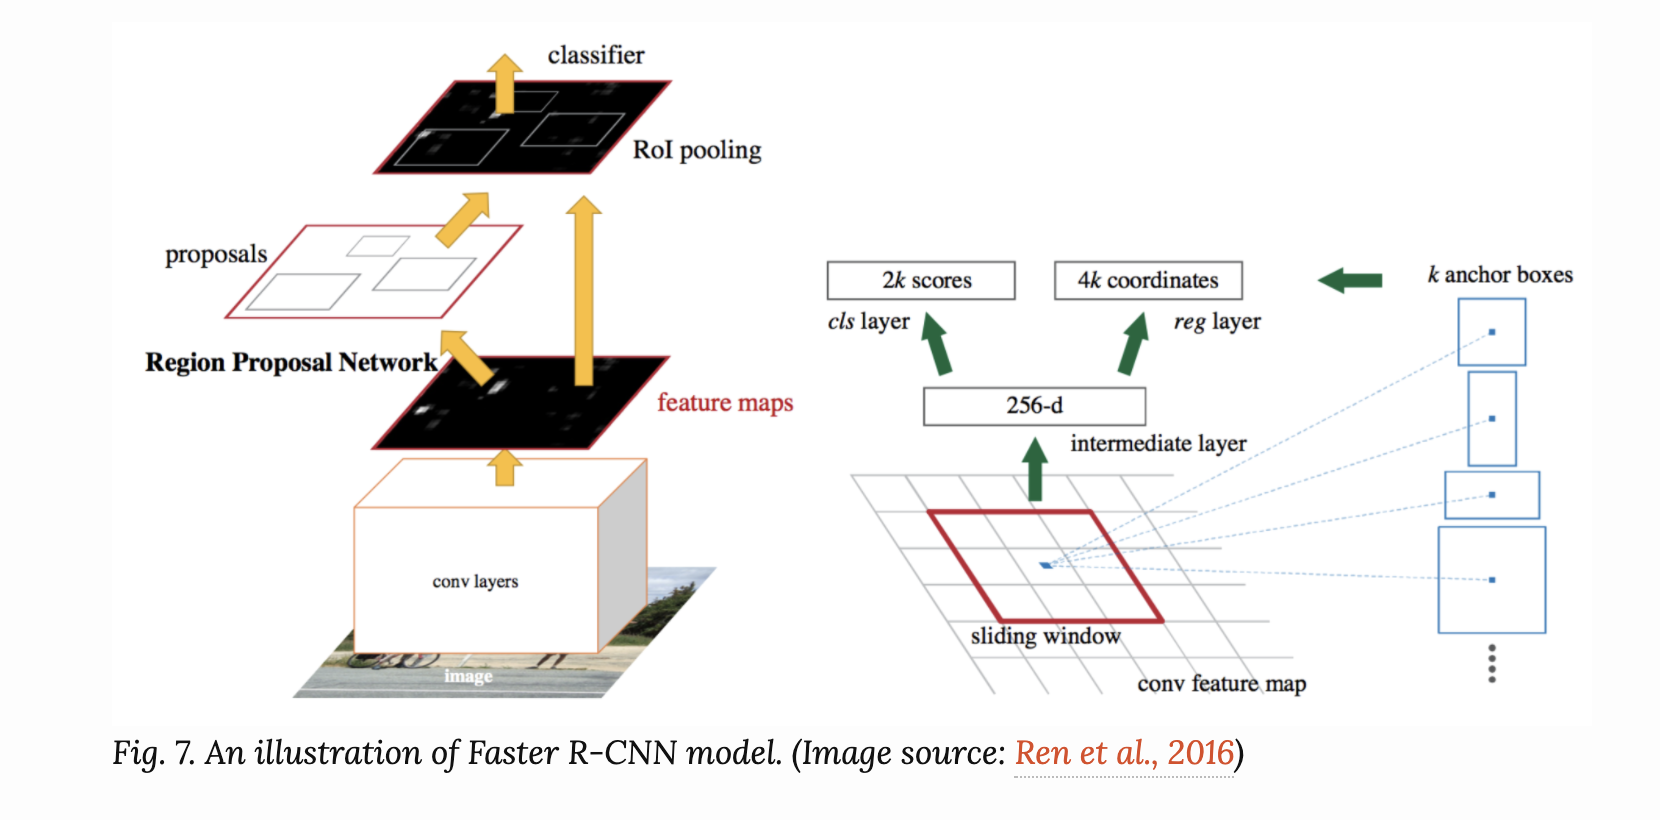 classifier
RoI pooling
proposals
Region Proposal Network
feature maps
conv layers
image
2k scores
4k coordinates
k anchor boxes
cls layer
reg layer
256-d
intermediate layer
sliding window
conv feature map
Fig. 7. An illustration of Faster R-CNN model. (Image source: Ren et al., 2016)